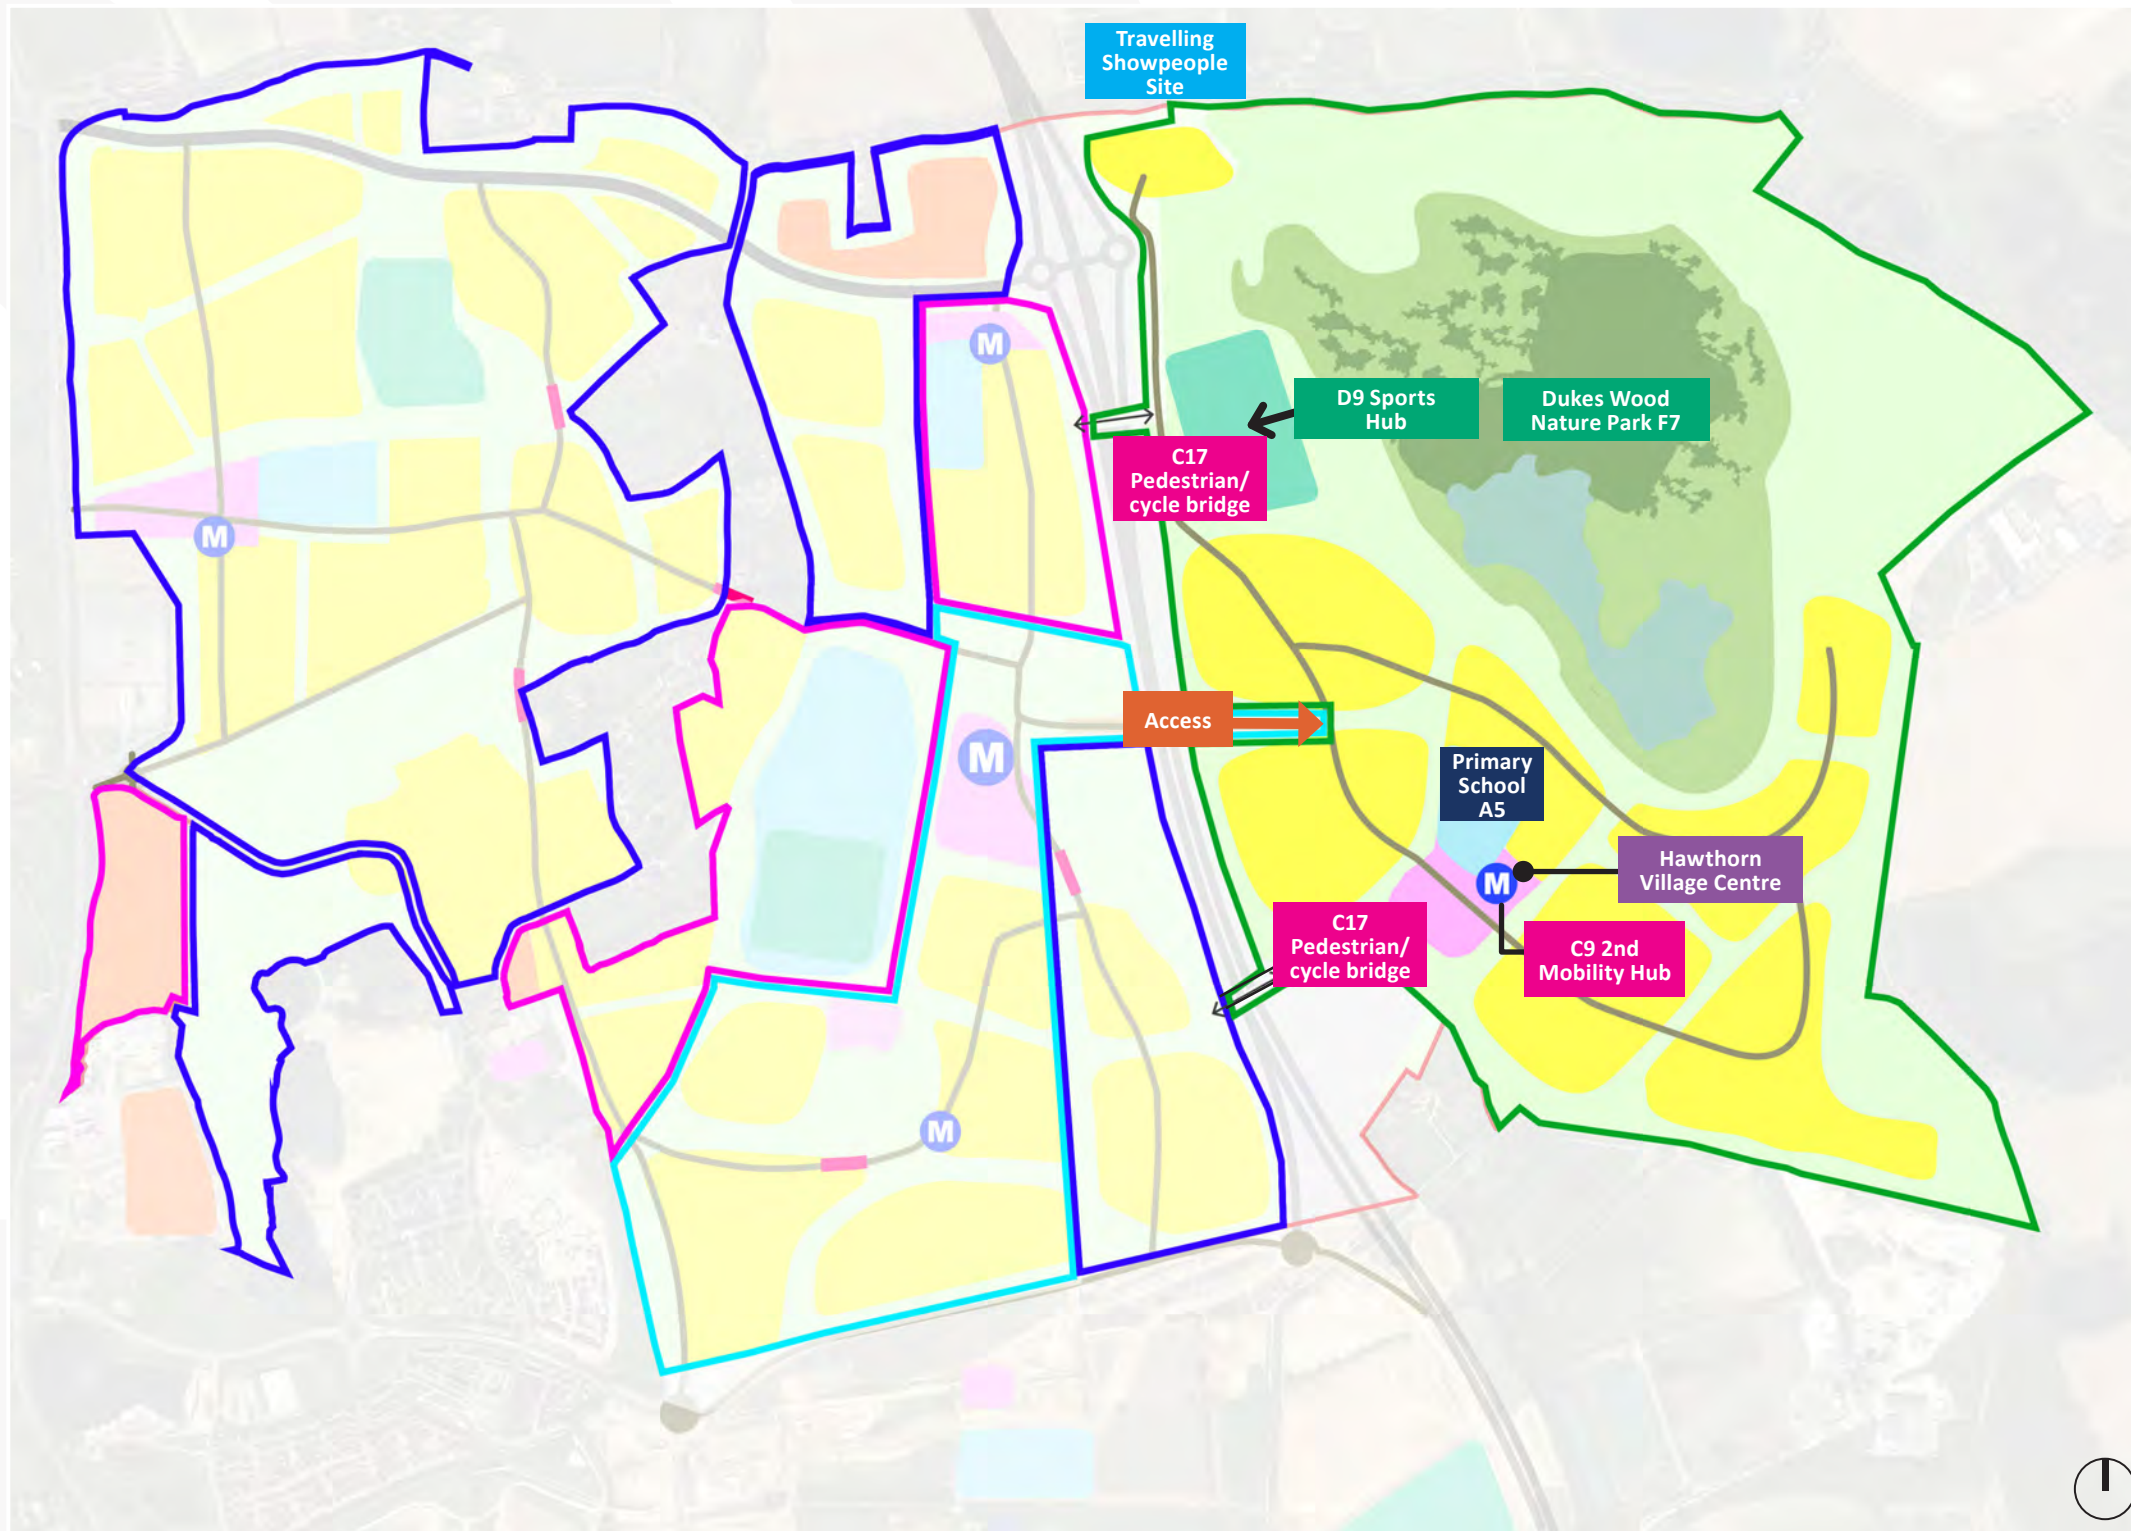 Travelling
Showpeople
Site
M
D9 Sports
Hub
Dukes Wood
Nature Park F7
C17
Pedestrian/
cycle bridge
M
Access
M
Primary
School
A5
Hawthorn
Village Centre
M
C17
Pedestrian/
cycle bridge
C9 2nd
Mobility Hub
M